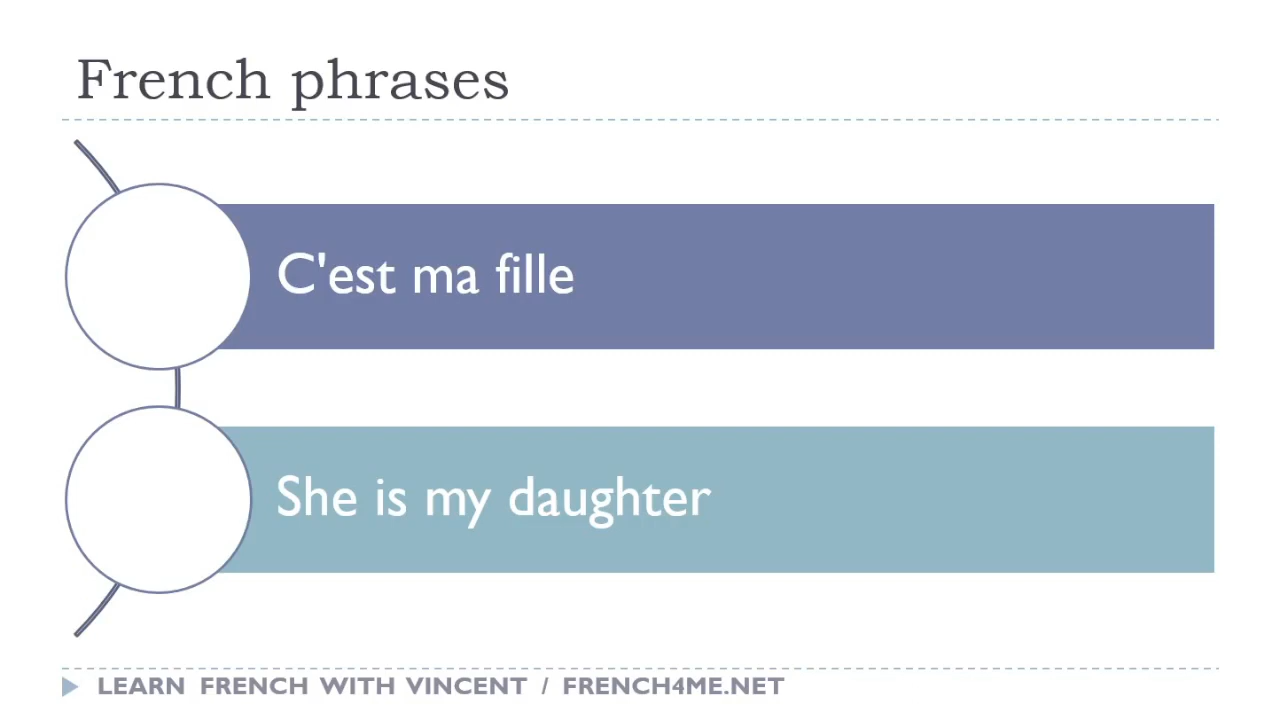 French phrases
C'est ma fille
She is my daughter
LEARN FRENCH WITH VINCENT / FRENCH4ME.NET